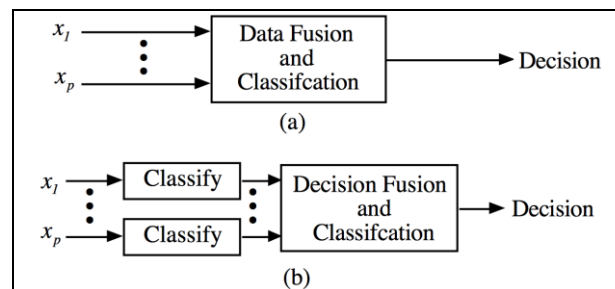 x1
Data Fusion
and
Classifcation
Decision
xp
(a)
x1
Classify
Decision Fusion
and
Classifcation
Decision
xp
Classify
(b)